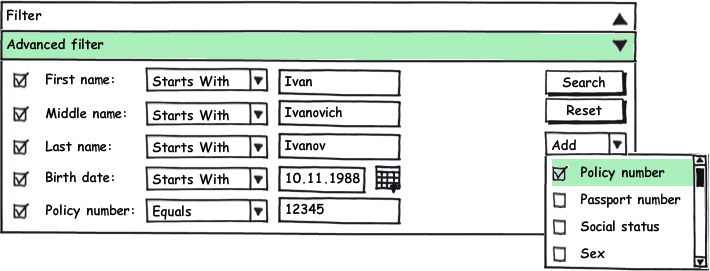 Filter
Advanced filter
First name: Starts With Ivan Search
Middle name: Starts With Ivanovich Reset
Last name: Starts With Ivanov Add
Birth date: Starts With 10.11.1988 Policy number
Policy number: Equals 12345 Passport number
Social status
Sex